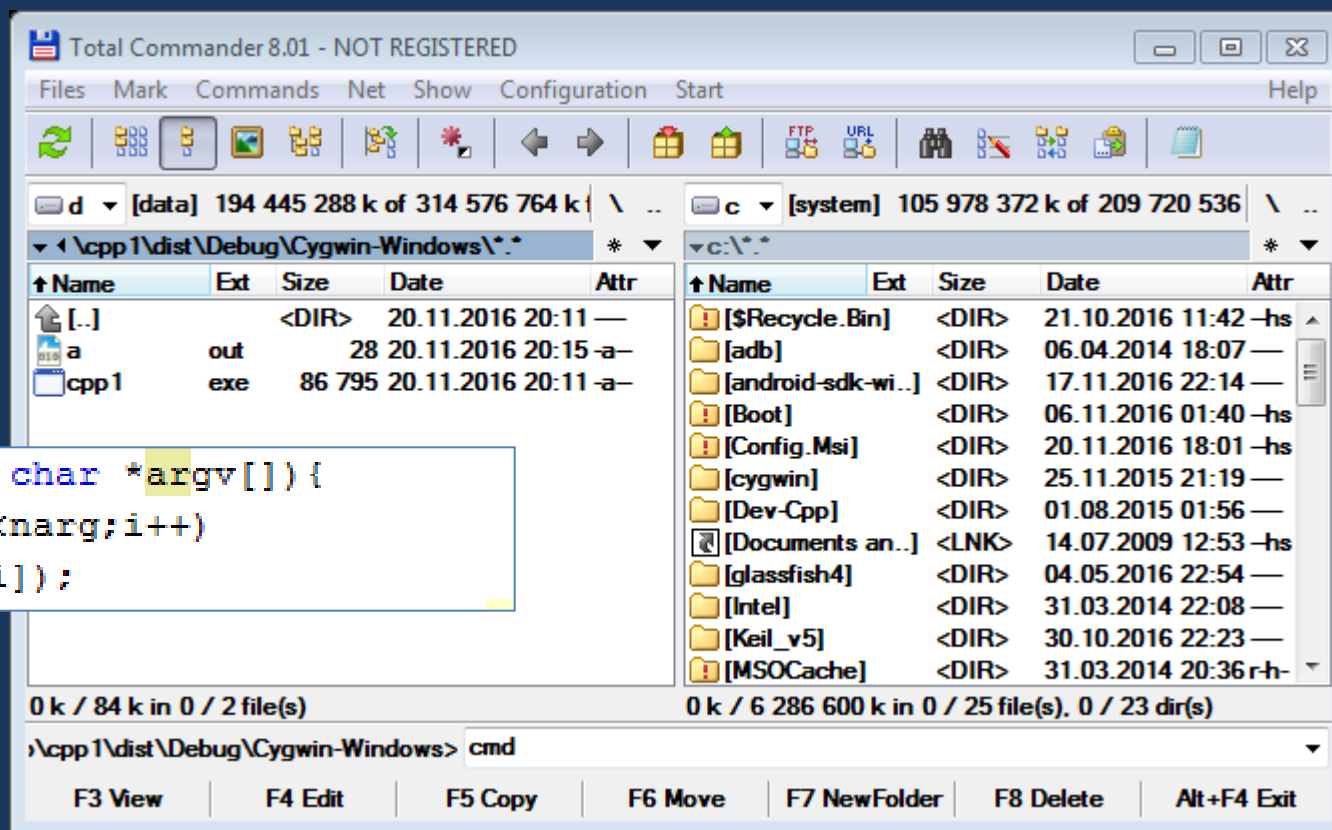 Total Commander 8.01 - NOT REGISTERED
Files Mark Commands Net Show Configuration Start Help
FTP URL
d [data] 194 445 288 k of 314 576 764 k f \ ..
\cpp1\dist\Debug\Cygwin-Windows\*.* * 
Name Ext Size Date Attr
[..] <DIR> 20.11.2016 20:11 ----
a out 28 20.11.2016 20:15 -a--
cpp1 exe 86 795 20.11.2016 20:11 -a--
char *argv[]){
<narg;i++)
i]);
0 k / 84 k in 0 / 2 file(s)
c [system] 105 978 372 k of 209 720 536 \ ..
c:\*.* *
Name Ext Size Date Attr
[$Recycle.Bin] <DIR> 21.10.2016 11:42 --hs
[adb] <DIR> 06.04.2014 18:07 ----
[android-sdk-wi..] <DIR> 17.11.2016 22:14 ----
[Boot] <DIR> 06.11.2016 01:40 --hs
[Config.Msi] <DIR> 20.11.2016 18:01 --hs
[cygwin] <DIR> 25.11.2015 21:19 ----
[Dev-Cpp] <DIR> 01.08.2015 01:56 ----
[Documents an..] <LNK> 14.07.2009 12:53 --hs
[glassfish4] <DIR> 04.05.2016 22:54 ----
[Intel] <DIR> 31.03.2014 22:08 ----
[Keil_v5] <DIR> 30.10.2016 22:23 ----
[MSOCache] <DIR> 31.03.2014 20:36 r-h-
0 k / 6 286 600 k in 0 / 25 file(s), 0 / 23 dir(s)
\cpp1\dist\Debug\Cygwin-Windows> cmd
F3 View F4 Edit F5 Copy F6 Move F7 NewFolder F8 Delete Alt+F4 Exit